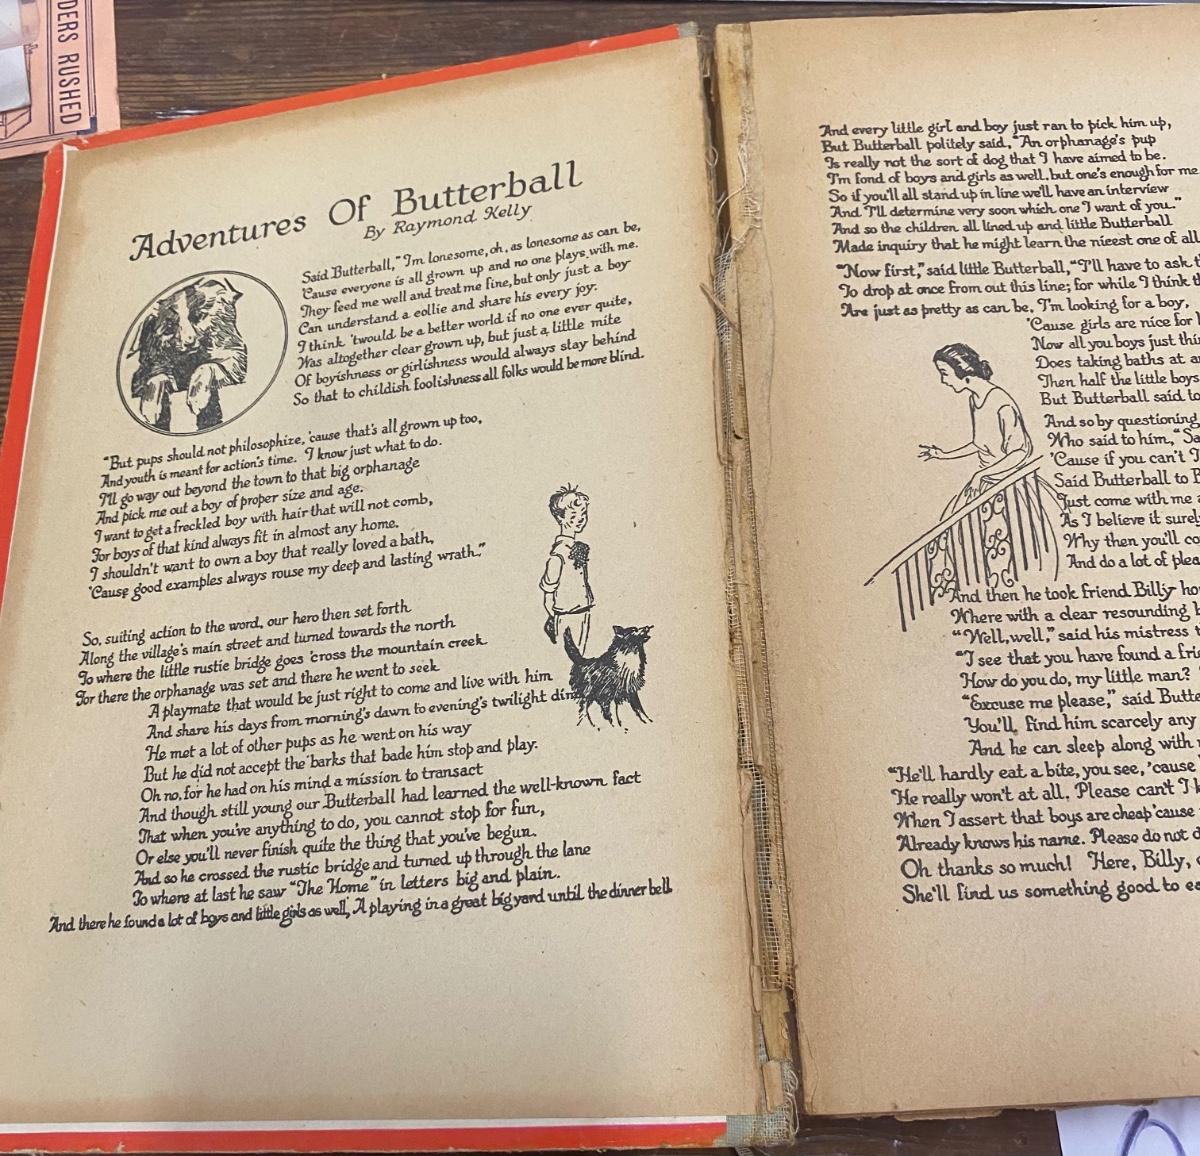 DERS RUSHED
Adventures Of Butterball
By Raymond Kelly
Said Butterball, "I'm lonesome, oh, as lonesome as can be,
'Cause everyone is all grown up and no one plays with me.
They feed me well and treat me fine, but only just a boy
Can understand a collie and share his every joy.
I think 'twould be a better world if no one ever quite,
Was altogether clear grown up, but just a little mite
Of boyishness or girlishness would always stay behind
So that to childish foolishness all folks would be more blind.
"But pups should not philosophize, 'cause that's all grown up too,
And youth is meant for action's time. I know just what to do.
I'll go way out beyond the town to that big orphanage
And pick me out a boy of proper size and age.
I want to get a freckled boy with hair that will not comb,
For boys of that kind always fit in almost any home.
I shouldn't want to own a boy that really loved a bath,
'Cause good examples always rouse my deep and lasting wrath."
So, suiting action to the word, our hero then set forth
Along the village's main street and turned towards the north
To where the little rustic bridge goes 'cross the mountain creek
For there the orphanage was set and there he went to seek
A playmate that would be just right to come and live with him
And share his days from morning's dawn to evening's twilight dim
He met a lot of other pups as he went on his way
But he did not accept the barks that bade him stop and play.
Oh no, for he had on his mind a mission to transact
And though still young our Butterball had learned the well-known fact
That when you've anything to do, you cannot stop for fun,
Or else you'll never finish quite the thing that you've begun.
And so he crossed the rustic bridge and turned up through the lane
To where at last he saw "The Home" in letters big and plain.
And there he found a lot of boys and little girls as well, A playing in a great big yard until the dinner bell
And every little girl and boy just ran to pick him up,
But Butterball politely said, "An orphanage's pup
Is really not the sort of dog that I have aimed to be.
I'm fond of boys and girls as well, but one's enough for me
So if you'll all stand up in line we'll have an interview
And I'll determine very soon which one I want of you."
And so the children all lined up and little Butterball
Made inquiry that he might learn the nicest one of all
"Now first," said little Butterball, "I'll have to ask t
To drop at once from out this line; for while I think th
Are just as pretty as can be, I'm looking for a boy,
'Cause girls are nice for
Now all you boys just thi
Does taking baths at a
Then half the little boys
But Butterball said to
And so by questioning
Who said to him, "Sa
'Cause if you can't I
Said Butterball to B
Just come with me a
As I believe it surel
Why then you'll co
And do a lot of plea
And then he took friend Billy ho
Where with a clear resounding b
"Well, well," said his mistress t
"I see that you have found a frie
How do you do, my little man?
"Excuse me please," said Butte
You'll find him scarcely any
And he can sleep along with
"He'll hardly eat a bite, you see, 'cause
He really won't at all. Please can't I k
When I assert that boys are cheap 'cause
Already knows his name. Please do not d
Oh thanks so much! Here, Billy, c
She'll find us something good to ea